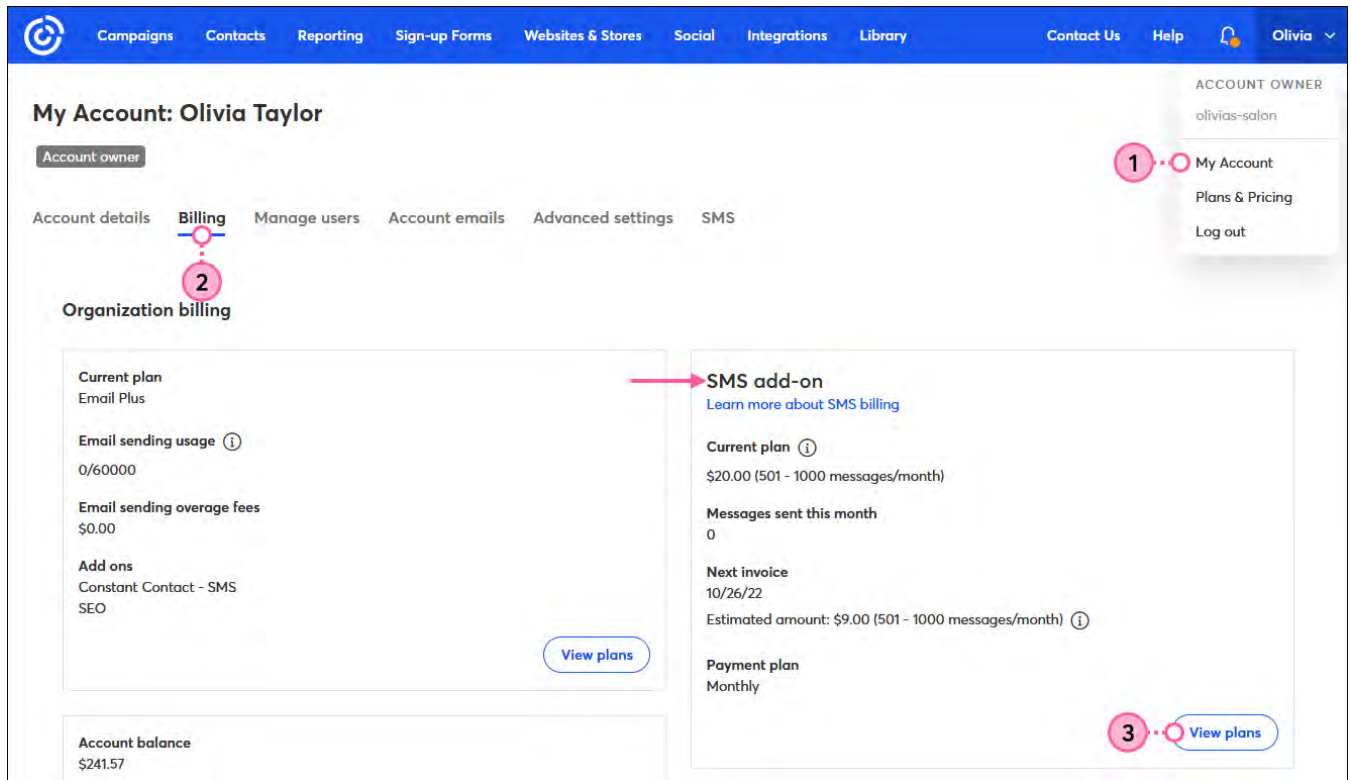 Campaigns Contacts Reporting Sign-up Forms Websites & Stores Social Integrations Library Contact Us Help Olivia
ACCOUNT OWNER
olivias-salon
1 My Account
Plans & Pricing
Log out
My Account: Olivia Taylor
Account owner
Account details Billing Manage users Account emails Advanced settings SMS
2
Organization billing
Current plan
Email Plus
Email sending usage i
0/60000
Email sending overage fees
$0.00
Add ons
Constant Contact - SMS
SEO
View plans
SMS add-on
Learn more about SMS billing
Current plan i
$20.00 (501 - 1000 messages/month)
Messages sent this month
0
Next invoice
10/26/22
Estimated amount: $9.00 (501 - 1000 messages/month) i
Payment plan
Monthly
3 View plans
Account balance
$241.57